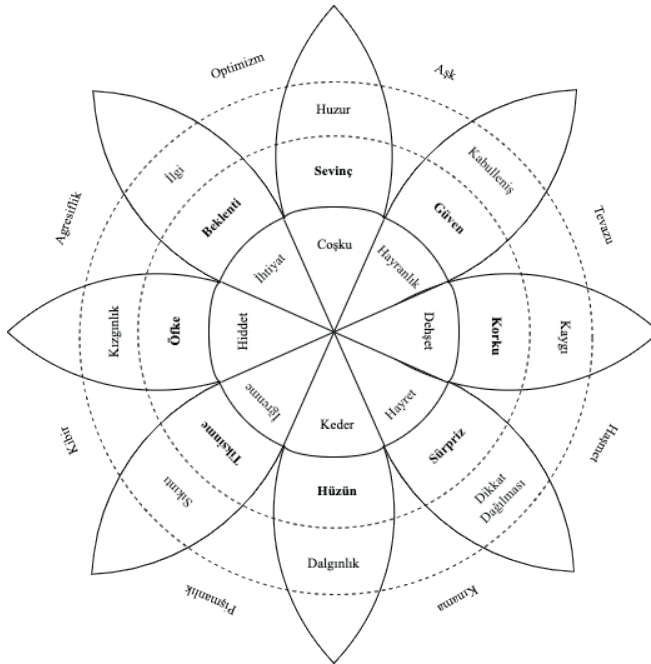 Optimizm
Aşk
Huzur
İlgi
Kabulleniş
Sevinç
Agresiflik
Beklenti
Güven
Tevazu
Coşku
İhtiyat
Hayranlık
Kızgınlık
Öfke
Hiddet
Dehşet
Korku
Kaygı
İğrenme
Hayret
Keder
Kibir
Tiksinme
Sürpriz
Haşmet
Sıkıntı
Hüzün
Dikkat
Dağılması
Dalgınlık
Pişmanlık
Kınama